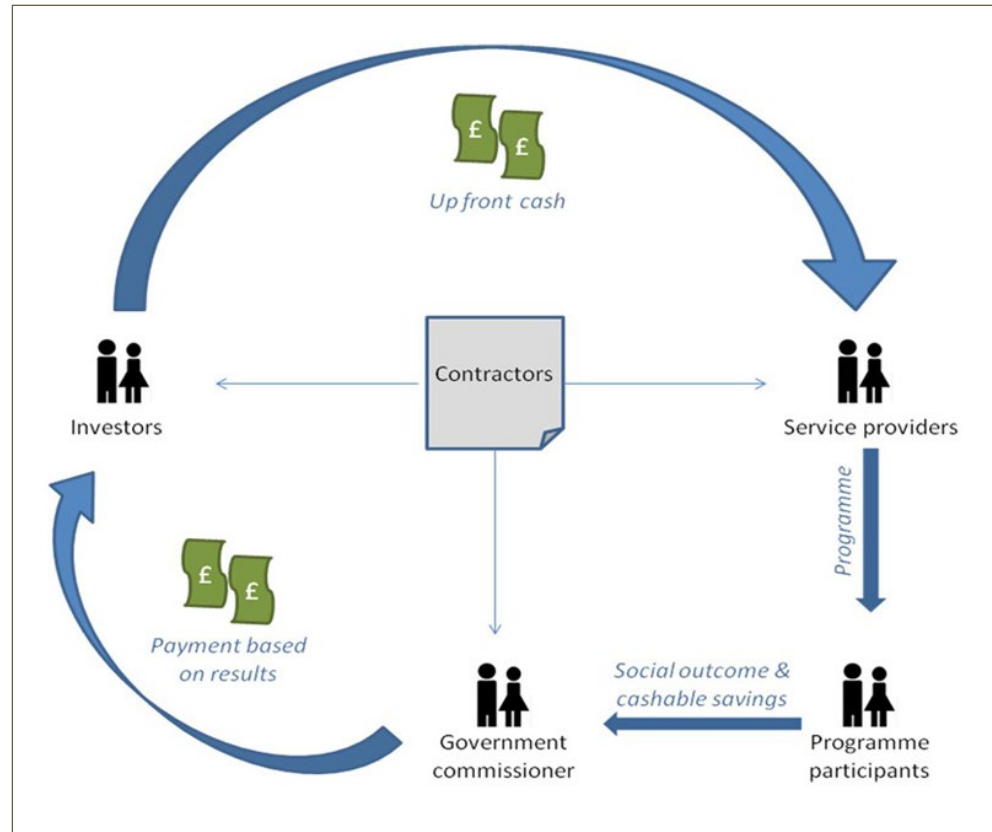 £
£
Up front cash
Contractors
Investors
Service providers
Programme
£
£
Payment based
on results
Social outcome &
cashable savings
Government
commissioner
Programme
participants